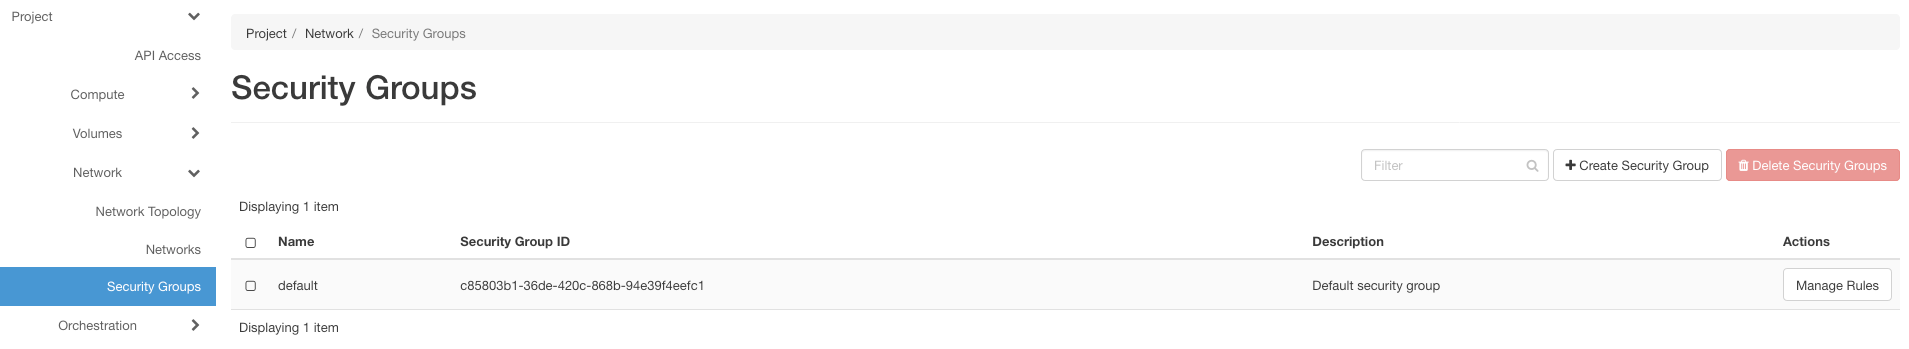 Project
API Access
Compute
Volumes
Network
Network Topology
Networks
Security Groups
Orchestration
Project / Network / Security Groups
Security Groups
Filter
Create Security Group
Delete Security Groups
Displaying 1 item
Name Security Group ID Description Actions
default c85803b1-36de-420c-868b-94e39f4eefc1 Default security group Manage Rules
Displaying 1 item